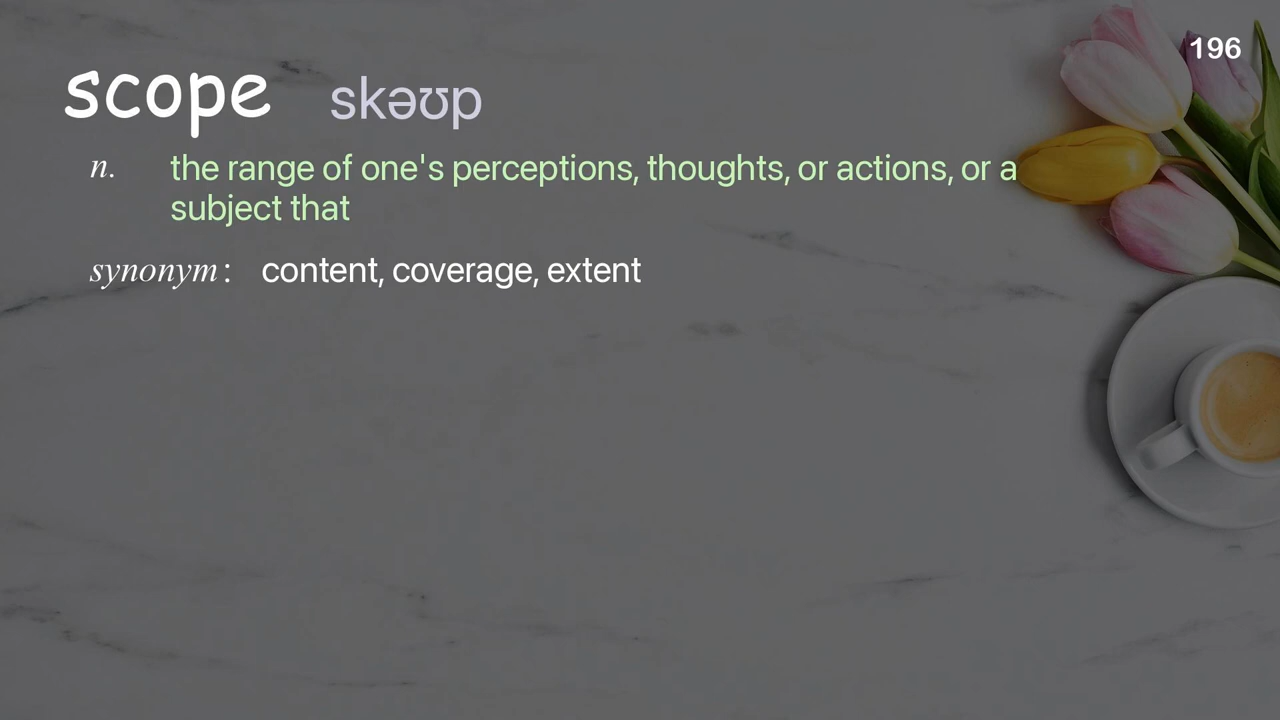 196
scope skəʊp
n. the range of one's perceptions, thoughts, or actions, or a
subject that
synonym: content, coverage, extent